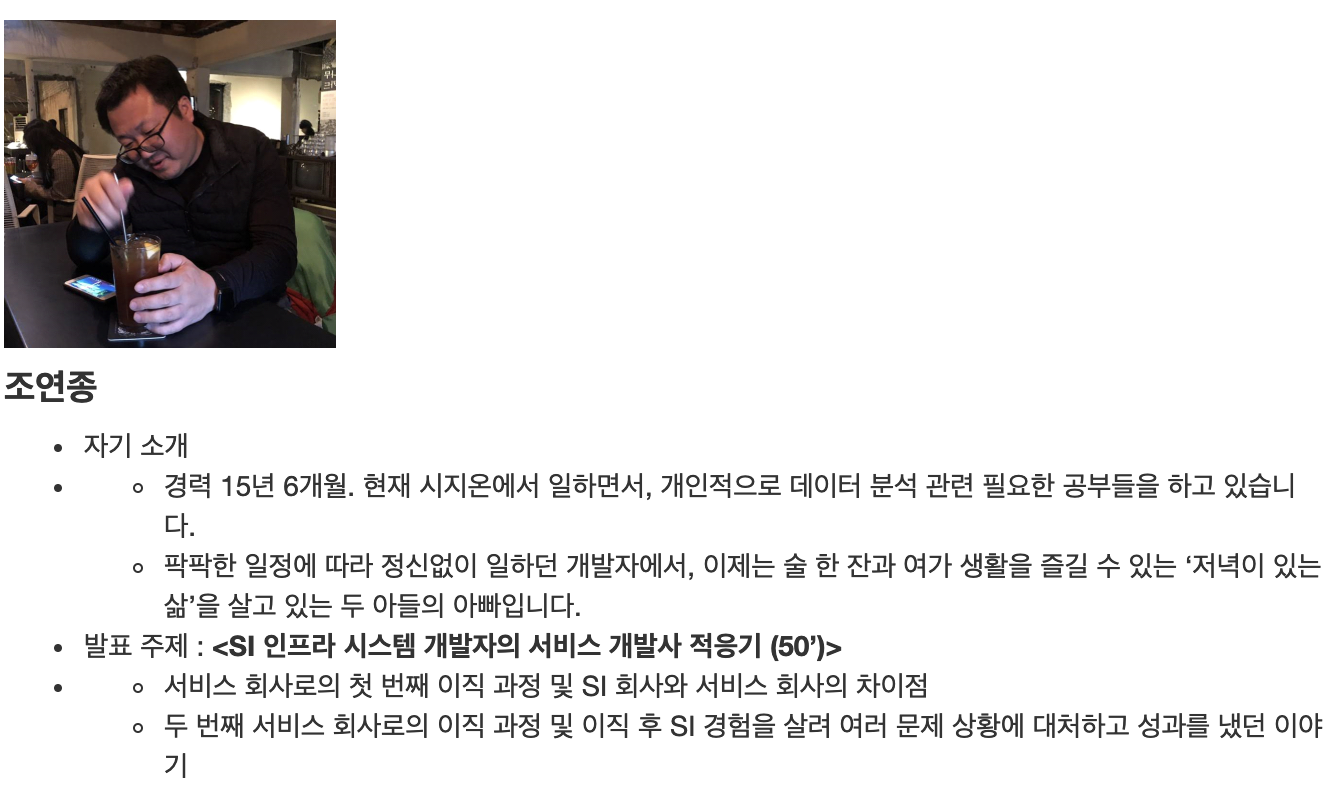 조연종
자기 소개
경력 15년 6개월. 현재 시지온에서 일하면서, 개인적으로 데이터 분석 관련 필요한 공부들을 하고 있습니
다.
팍팍한 일정에 따라 정신없이 일하던 개발자에서, 이제는 술 한 잔과 여가 생활을 즐길 수 있는 ‘저녁이 있는
삶’을 살고 있는 두 아들의 아빠입니다.
발표 주제 : <SI 인프라 시스템 개발자의 서비스 개발사 적응기 (50’)>
서비스 회사로의 첫 번째 이직 과정 및 SI 회사와 서비스 회사의 차이점
두 번째 서비스 회사로의 이직 과정 및 이직 후 SI 경험을 살려 여러 문제 상황에 대처하고 성과를 냈던 이야
기